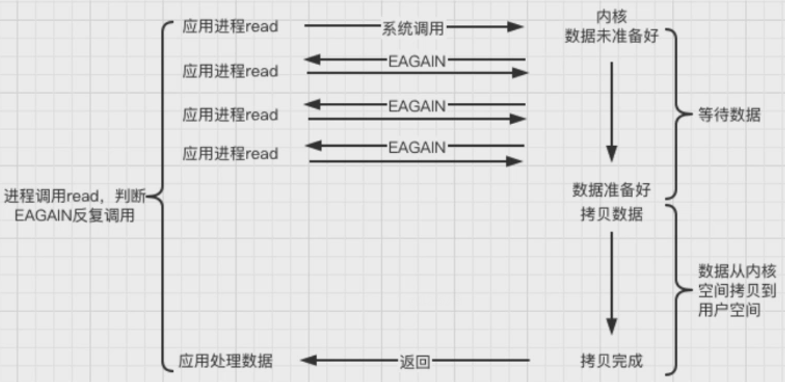 应用进程read
系统调用
内核
数据未准备好
EAGAIN
应用进程read
EAGAIN
应用进程read
等待数据
EAGAIN
应用进程read
进程调用read，判断
EAGAIN反复调用
数据准备好
拷贝数据
数据从内核
空间拷贝到
用户空间
应用处理数据
返回
拷贝完成